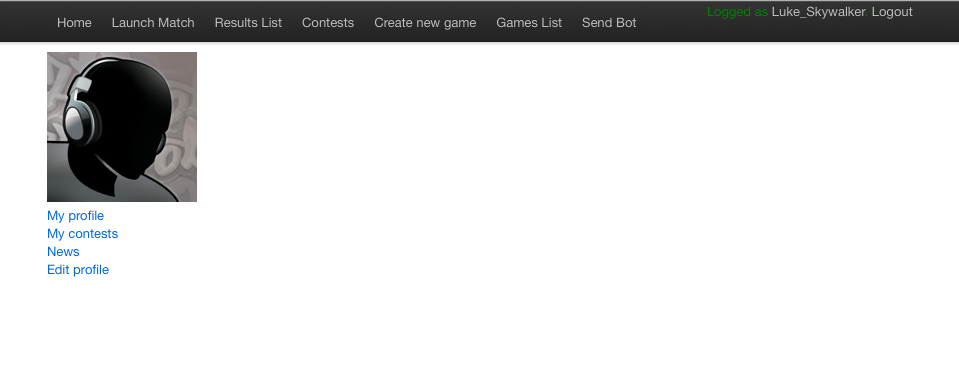 Home Launch Match Results List Contests Create new game Games List Send Bot Logged as Luke_Skywalker Logout
My profile
My contests
News
Edit profile